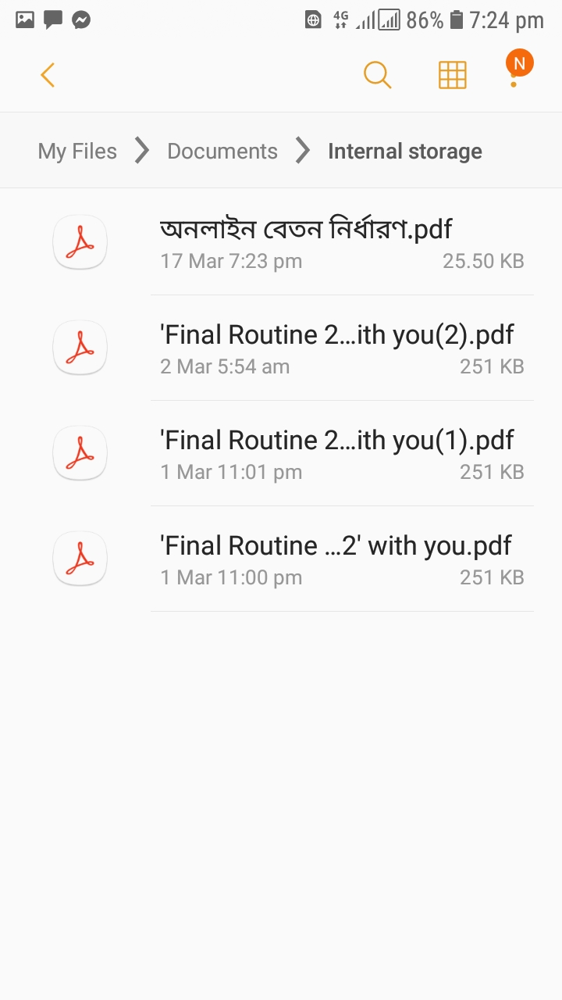 4G 86% 7:24 pm
N
My Files Documents Internal storage
অনলাইন বেতন নির্ধারণ.pdf
17 Mar 7:23 pm 25.50 KB
'Final Routine 2...ith you(2).pdf
2 Mar 5:54 am 251 KB
'Final Routine 2...ith you(1).pdf
1 Mar 11:01 pm 251 KB
'Final Routine ...2' with you.pdf
1 Mar 11:00 pm 251 KB